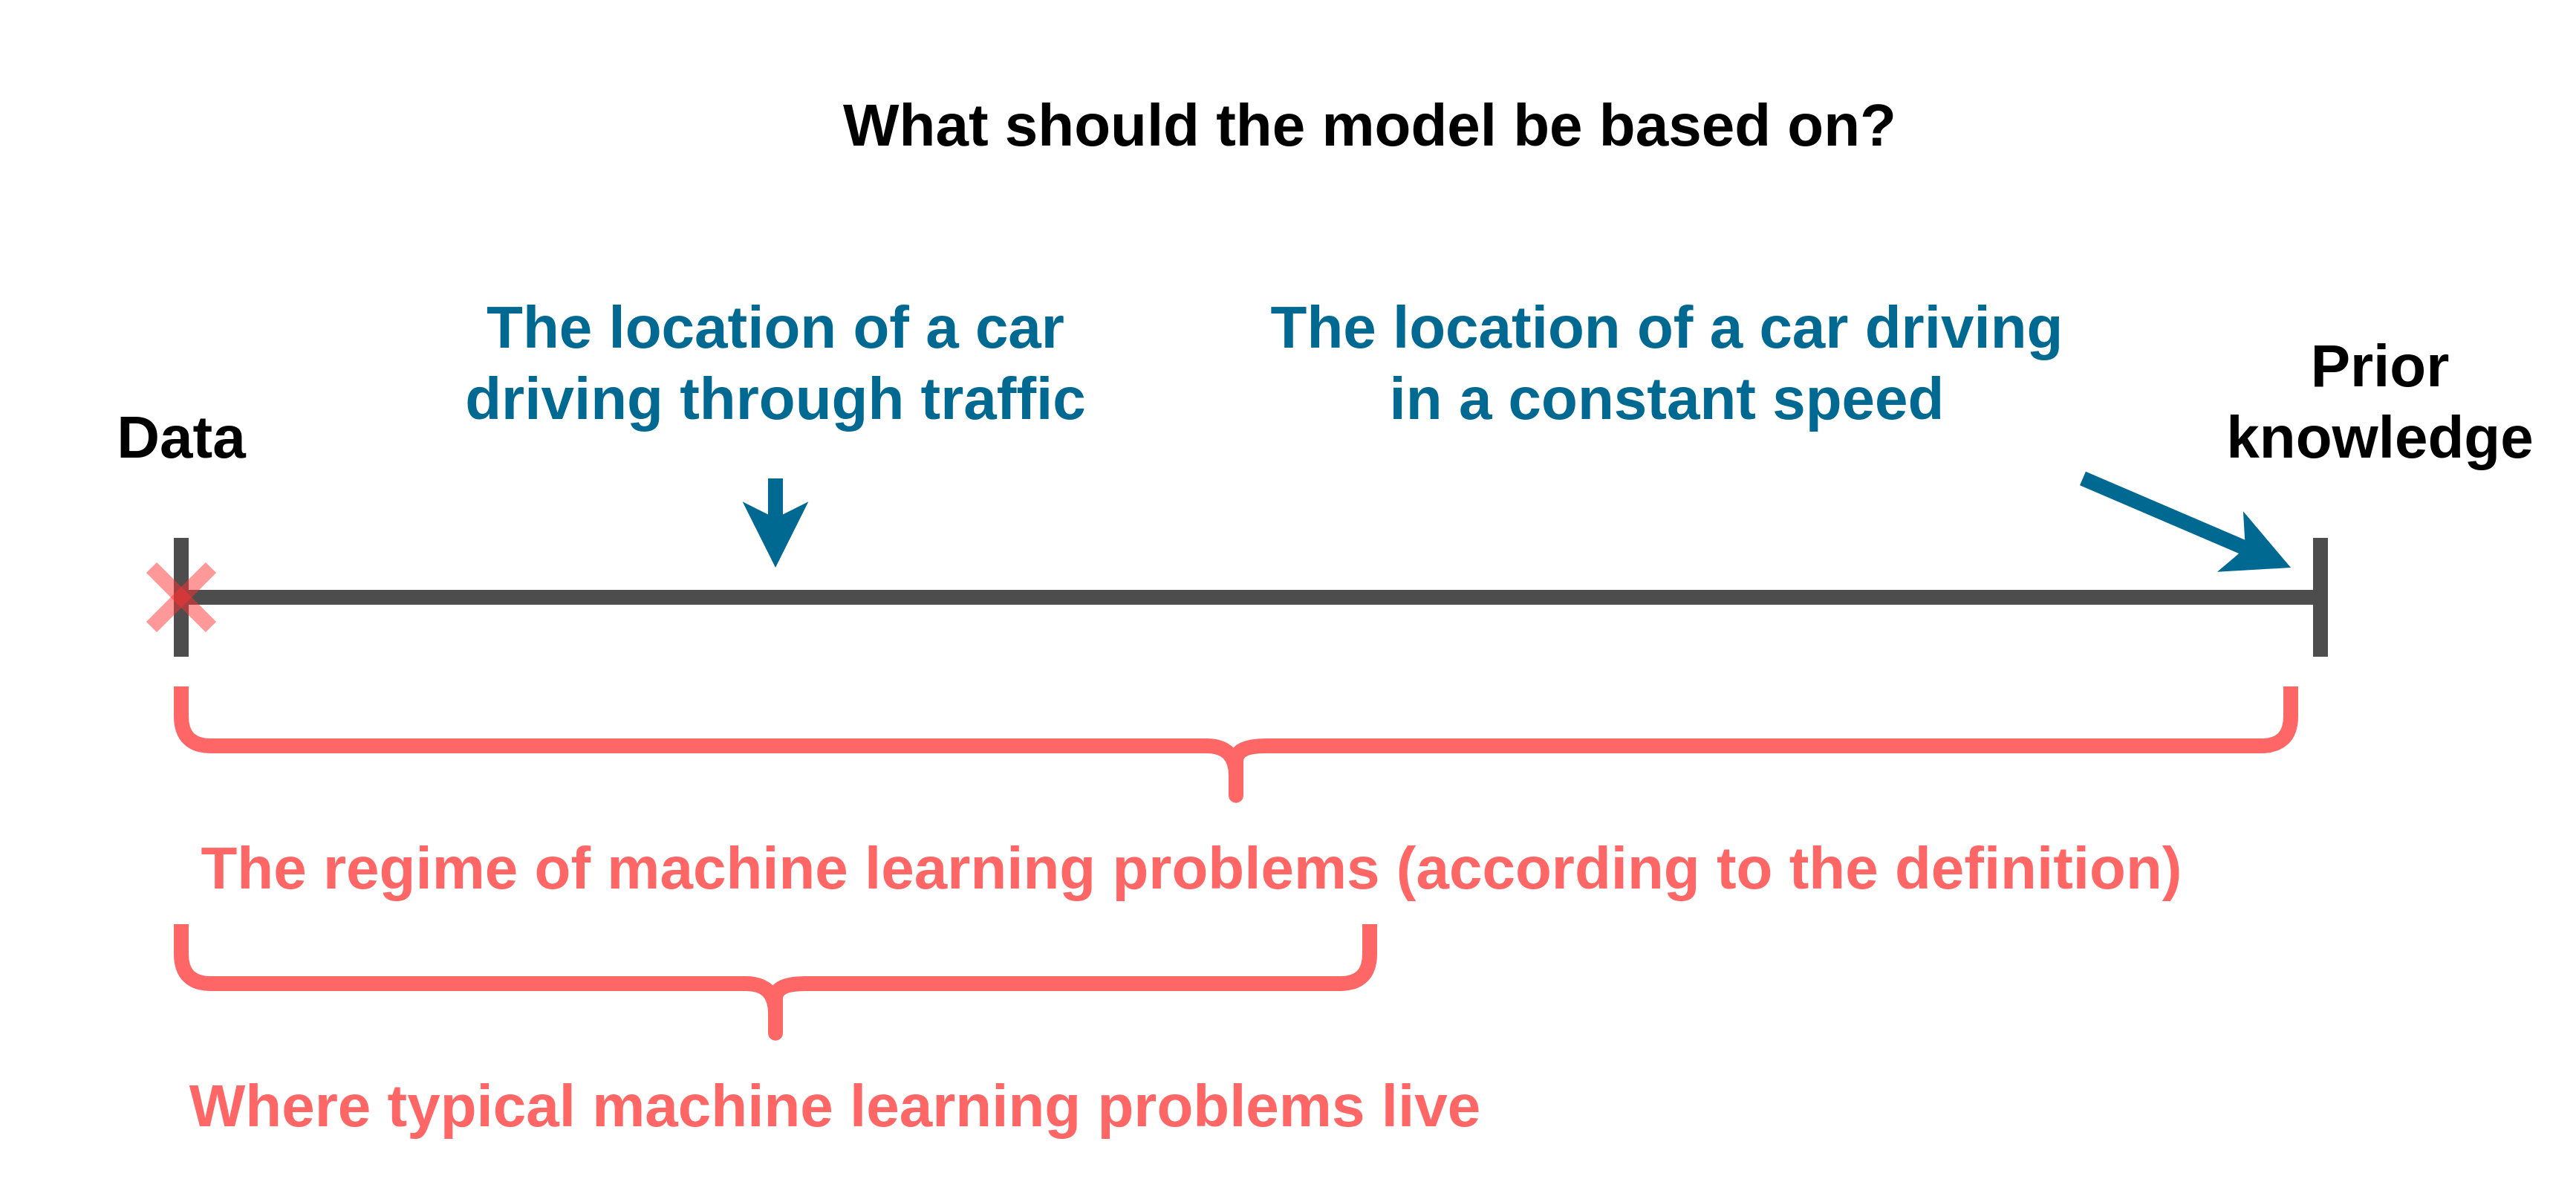 What should the model be based on?
The location of a car
driving through traffic
The location of a car driving
in a constant speed
Data
Prior
knowledge
The regime of machine learning problems (according to the definition)
Where typical machine learning problems live